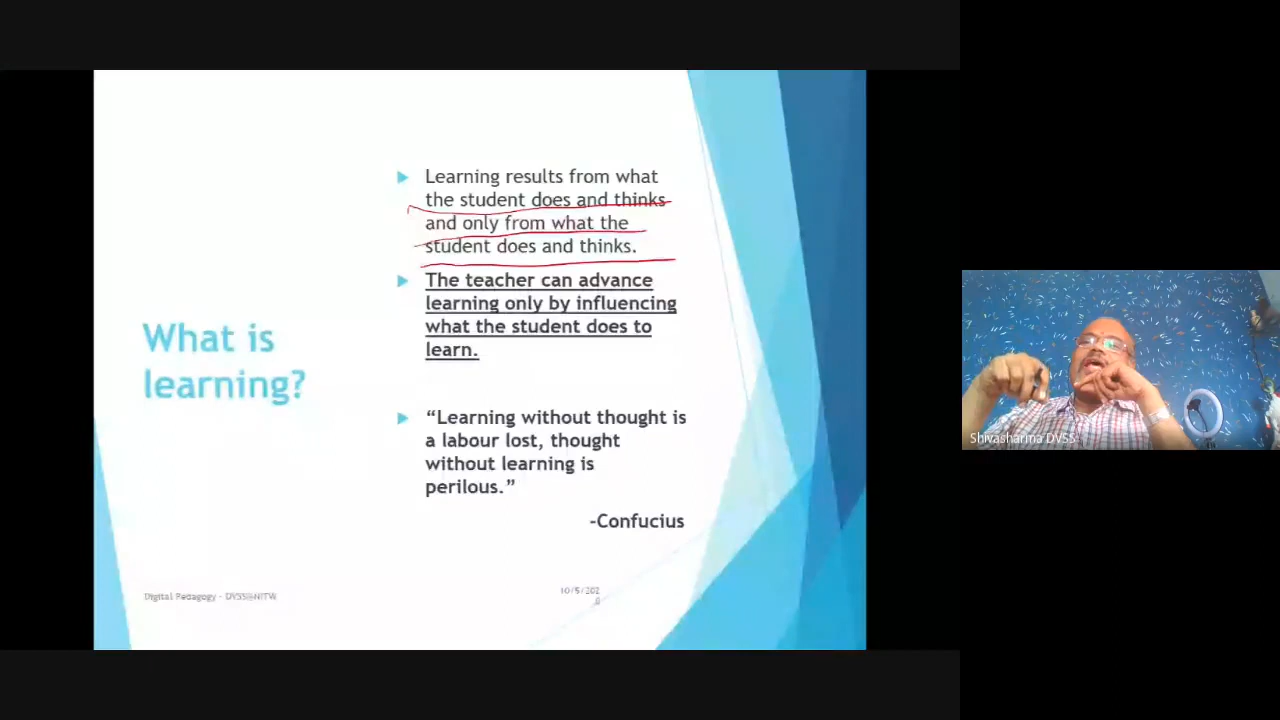 Learning results from what
the student does and thinks
and only from what the
student does and thinks.
The teacher can advance
learning only by influencing
what the student does to
learn.
What is
learning?
“Learning without thought is
a labour lost, thought
without learning is
perilous.”
-Confucius
Digital Pedagogy - DVSS@NITW
10/5/202
0
Shivasharma DVSS